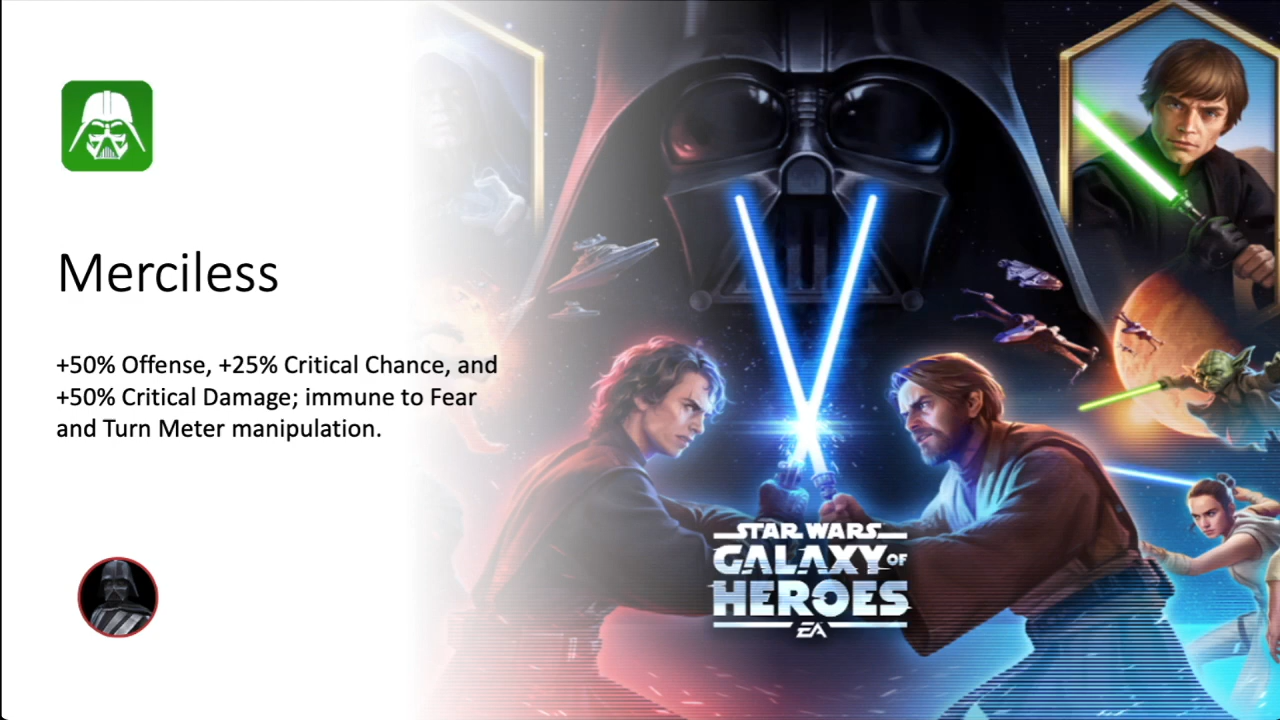 Merciless
+50% Offense, +25% Critical Chance, and
+50% Critical Damage; immune to Fear
and Turn Meter manipulation.
STAR WARS
GALAXY OF
HEROES
EA